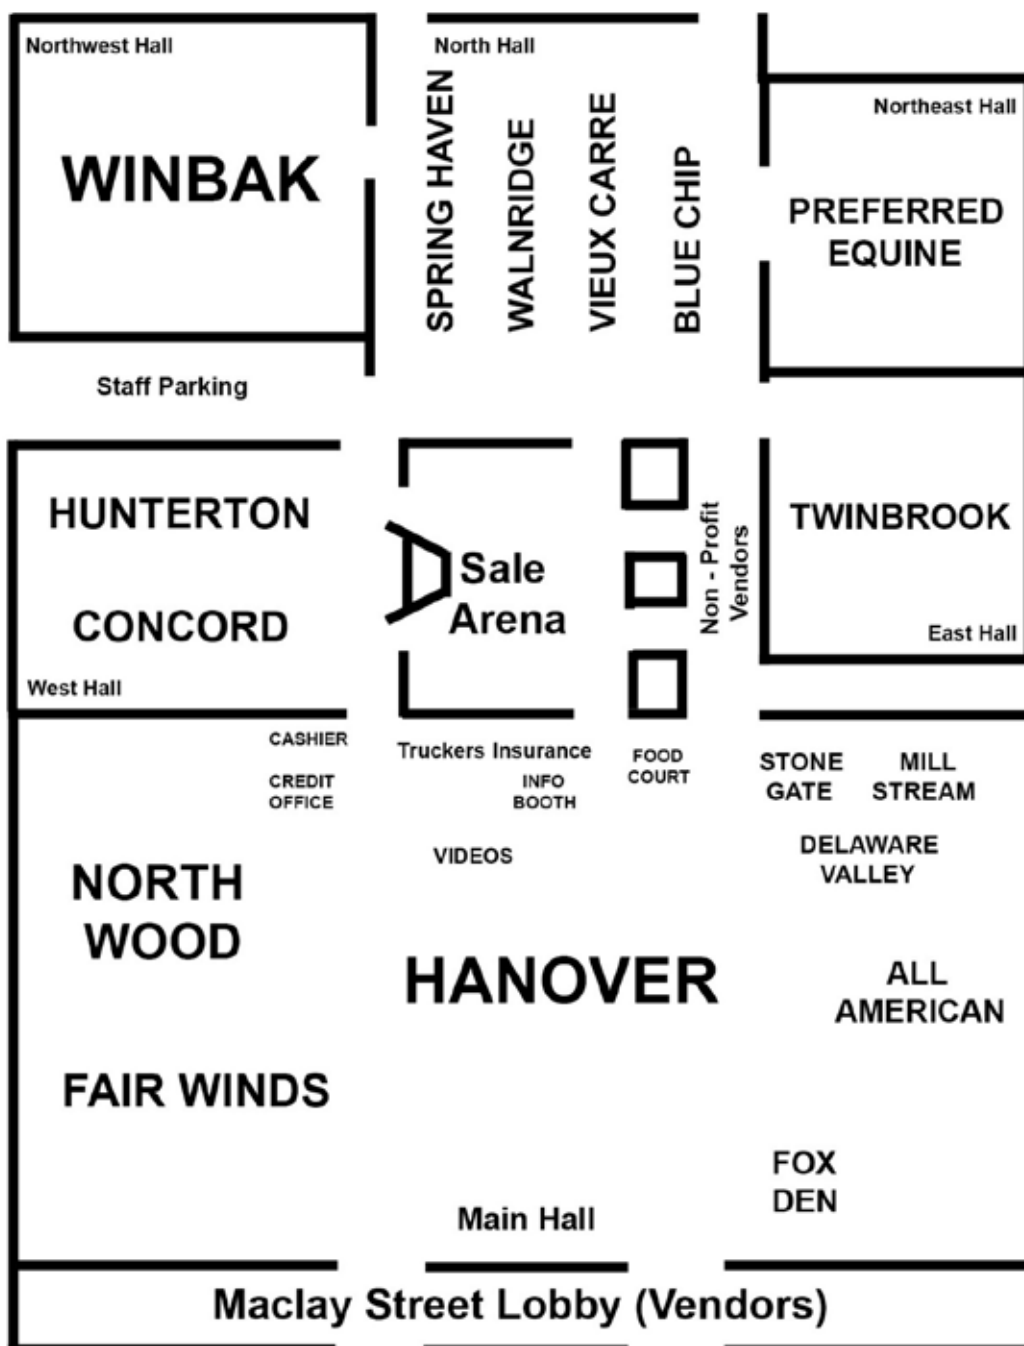 Northwest Hall
WINBAK
North Hall
SPRING HAVEN
WALNRIDGE
VIEUX CARRE
BLUE CHIP
Northeast Hall
PREFERRED
EQUINE
Staff Parking
HUNTERTON
CONCORD
West Hall
Sale
Arena
Non - Profit
Vendors
TWINBROOK
East Hall
CASHIER
CREDIT
OFFICE
Truckers Insurance
INFO
BOOTH
FOOD
COURT
STONE
GATE
MILL
STREAM
VIDEOS
DELAWARE
VALLEY
NORTH
WOOD
HANOVER
ALL
AMERICAN
FAIR WINDS
FOX
DEN
Main Hall
Maclay Street Lobby (Vendors)